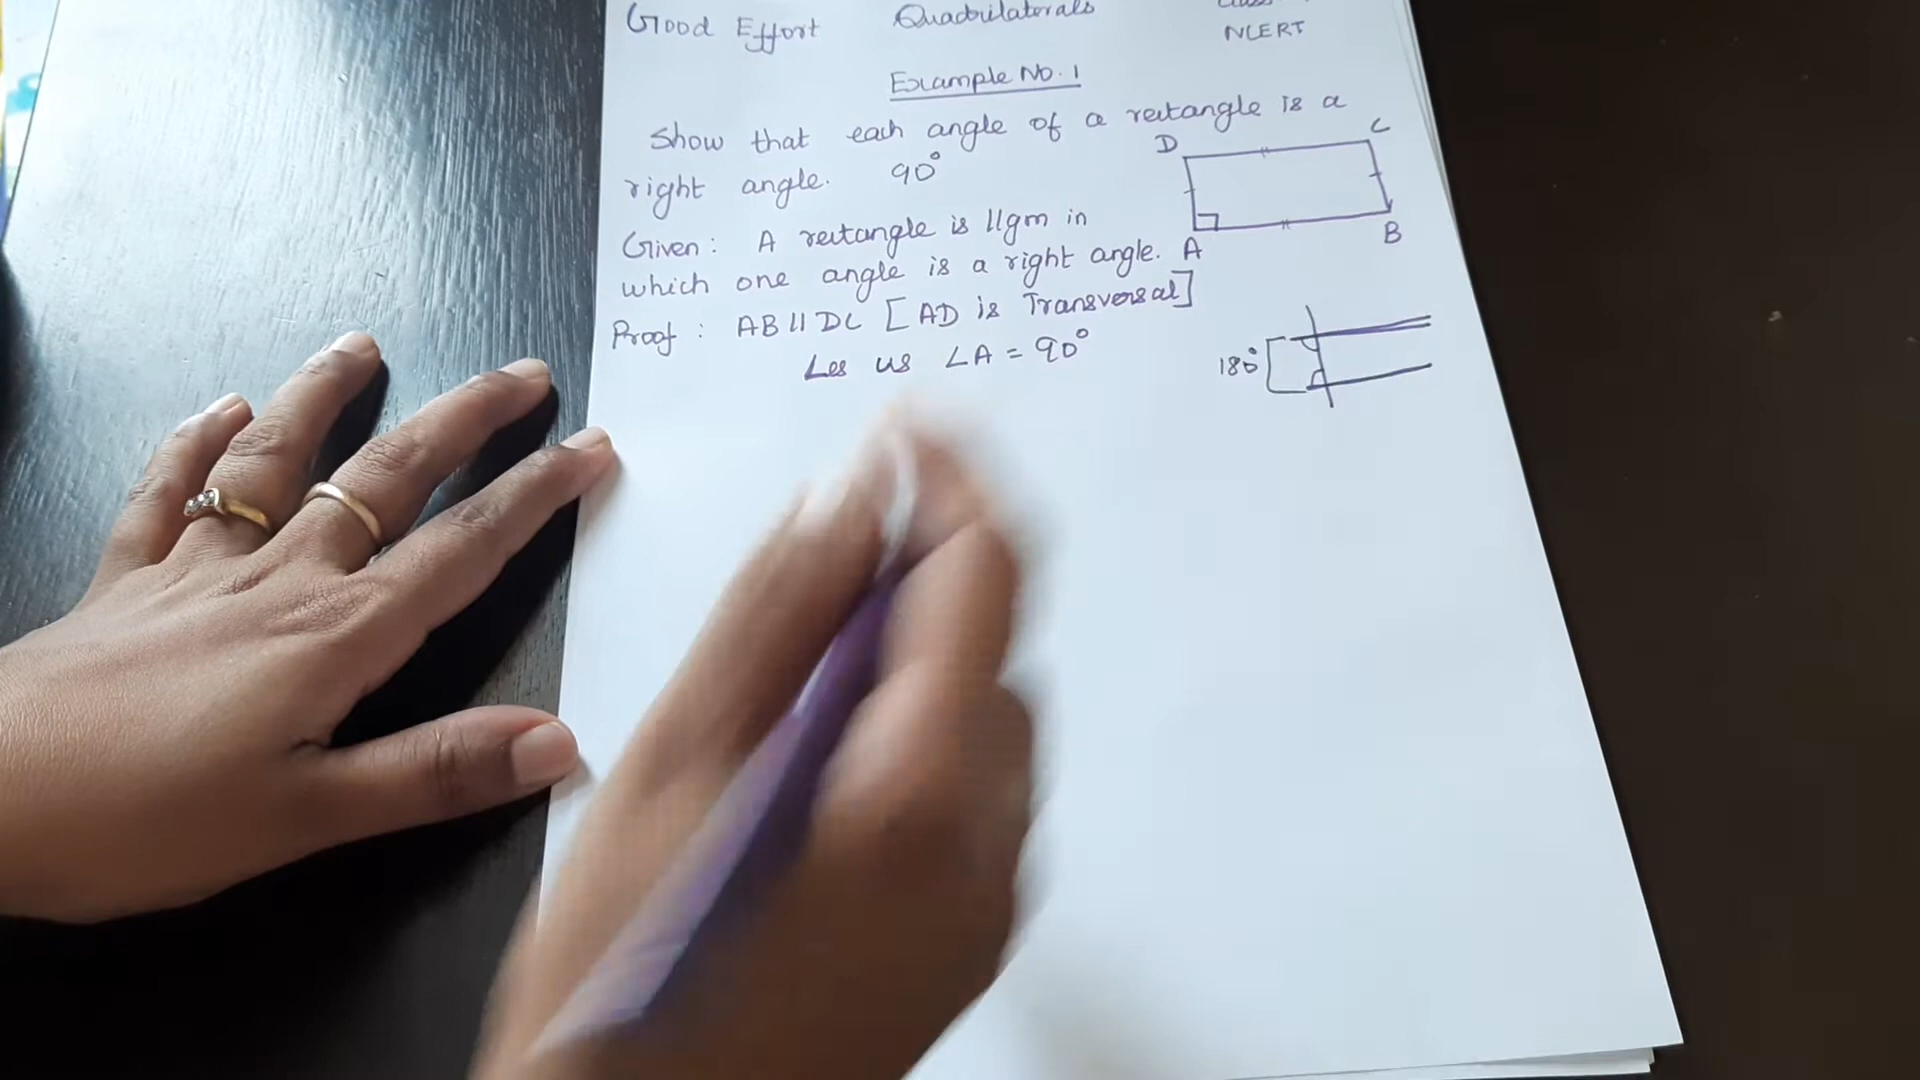 Good Effort Quadrilaterals
NCERT
Example No. 1
Show that each angle of a rectangle is a
right angle. 90°
D C
Given: A rectangle is ||gm in
B
which one angle is a right angle. A
Proof : AB || DC [AD is Transversal]
Les us ∠A = 90°
180°